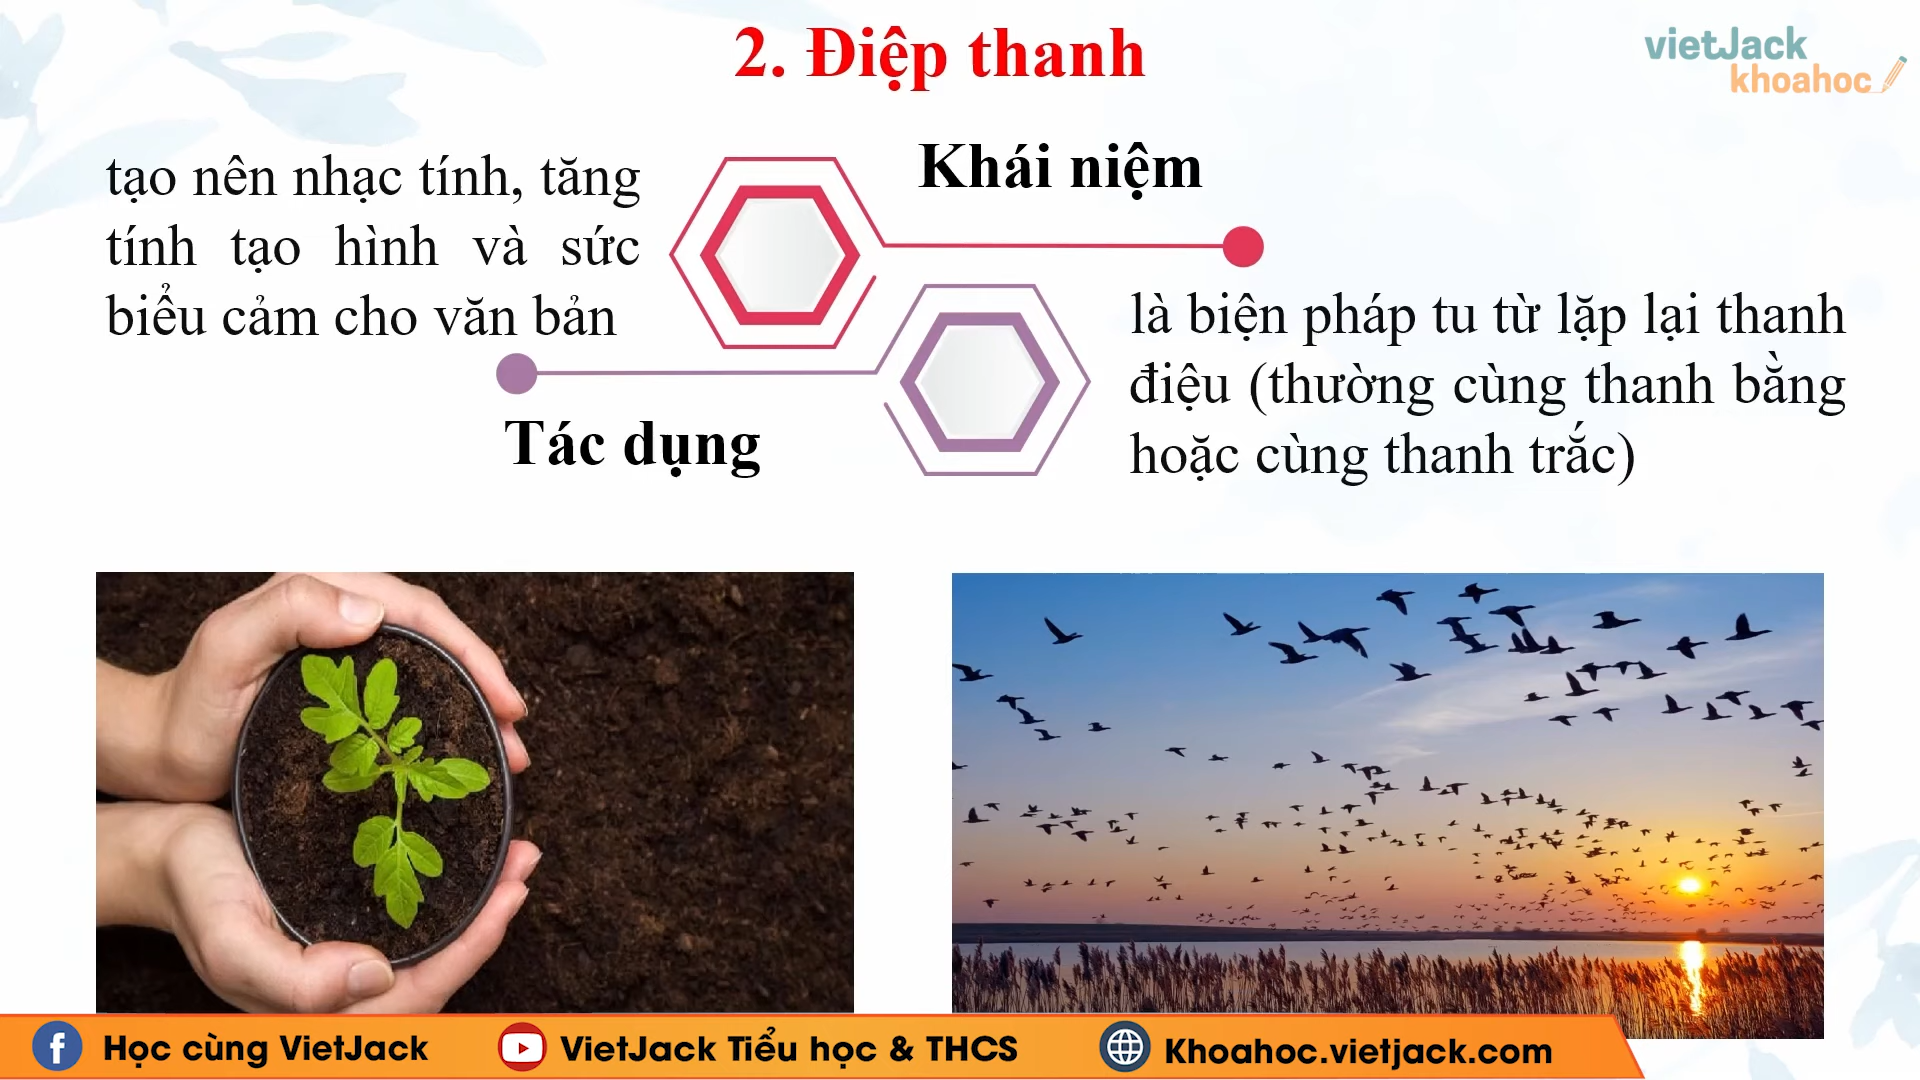 2. Điệp thanh
vietJack
khoahoc
Khái niệm
tạo nên nhạc tính, tăng
tính tạo hình và sức
biểu cảm cho văn bản
là biện pháp tu từ lặp lại thanh
điệu (thường cùng thanh bằng
hoặc cùng thanh trắc)
Tác dụng
Học cùng VietJack
VietJack Tiểu học & THCS
Khoahoc.vietjack.com